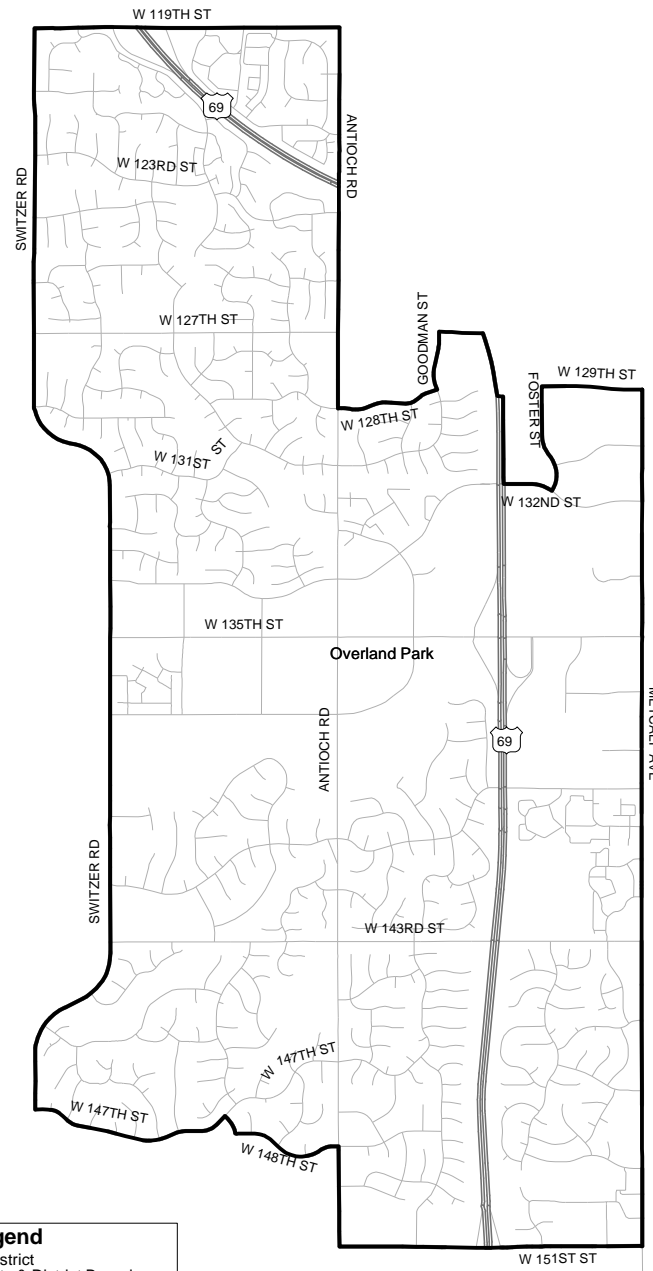 W 119TH ST
69
ANTIOCH RD
W 123RD ST
SWITZER RD
W 127TH ST
GOODMAN ST
W 129TH ST
FOSTER ST
W 128TH ST
W 131ST ST
W 132ND ST
W 135TH ST
Overland Park
METCALF AVE
ANTIOCH RD
69
SWITZER RD
W 143RD ST
W 147TH ST
W 147TH ST
W 148TH ST
W 151ST ST